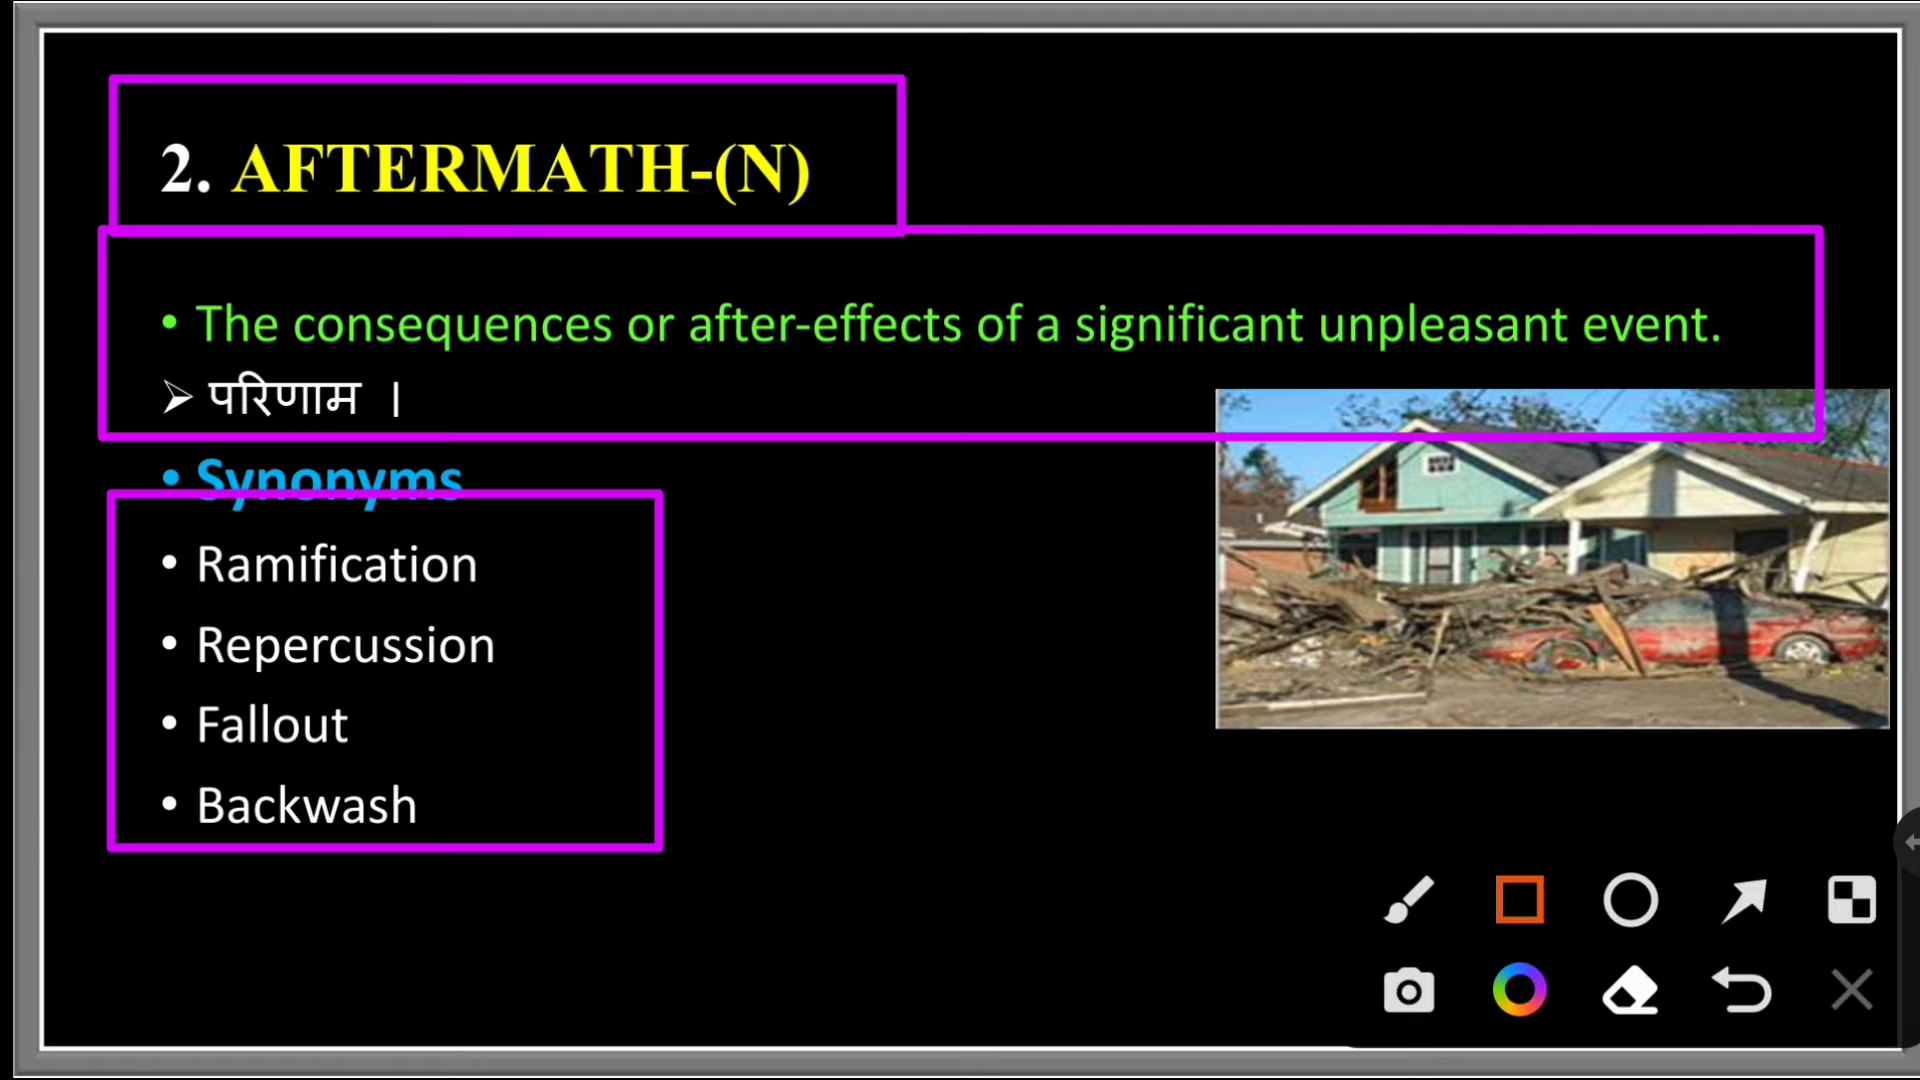 2. AFTERMATH-(N)
• The consequences or after-effects of a significant unpleasant event.
➢ परिणाम ।
• Synonyms
• Ramification
• Repercussion
• Fallout
• Backwash